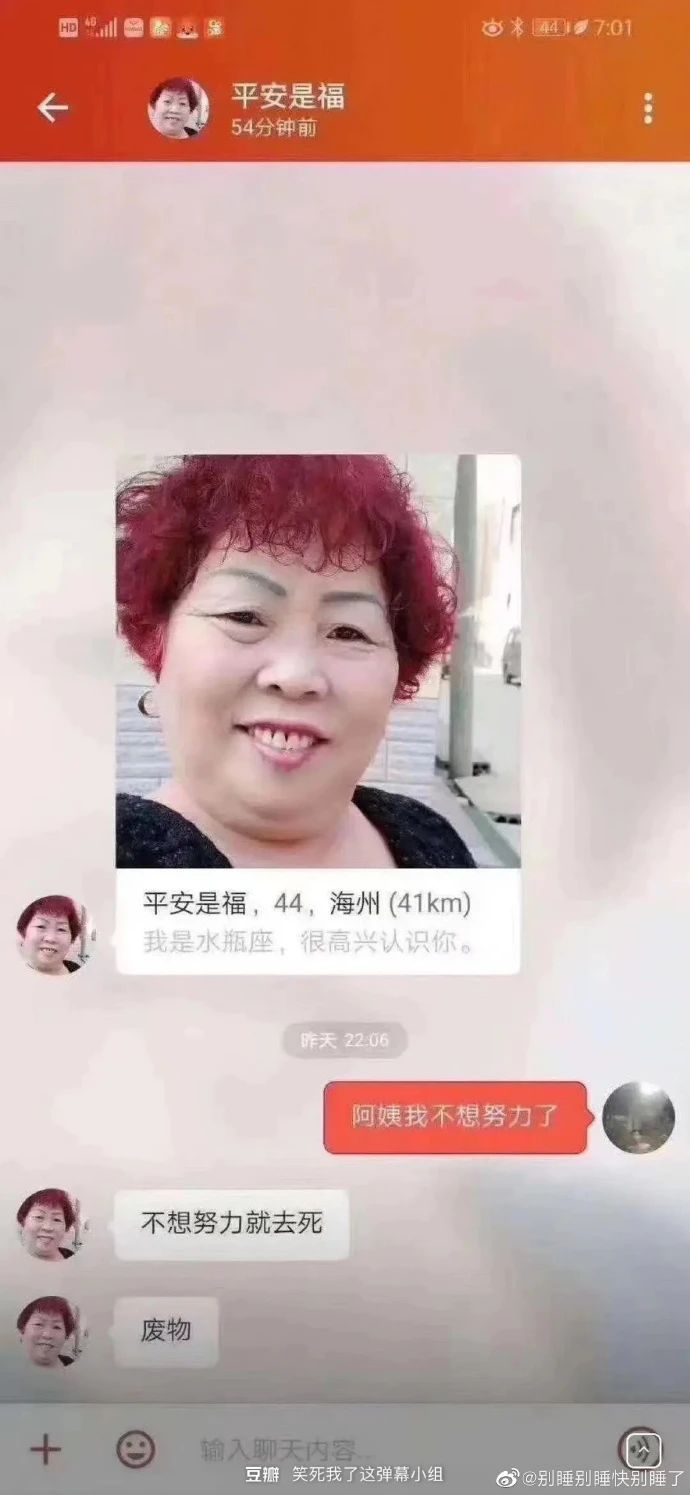 HD 4G 44 7:01
平安是福
54分钟前
平安是福，44，海州 (41km)
我是水瓶座，很高兴认识你。
昨天 22:06
阿姨我不想努力了
不想努力就去死
废物
输入聊天内容...
豆瓣 笑死我了这弹幕小组
@别睡别睡快别睡了